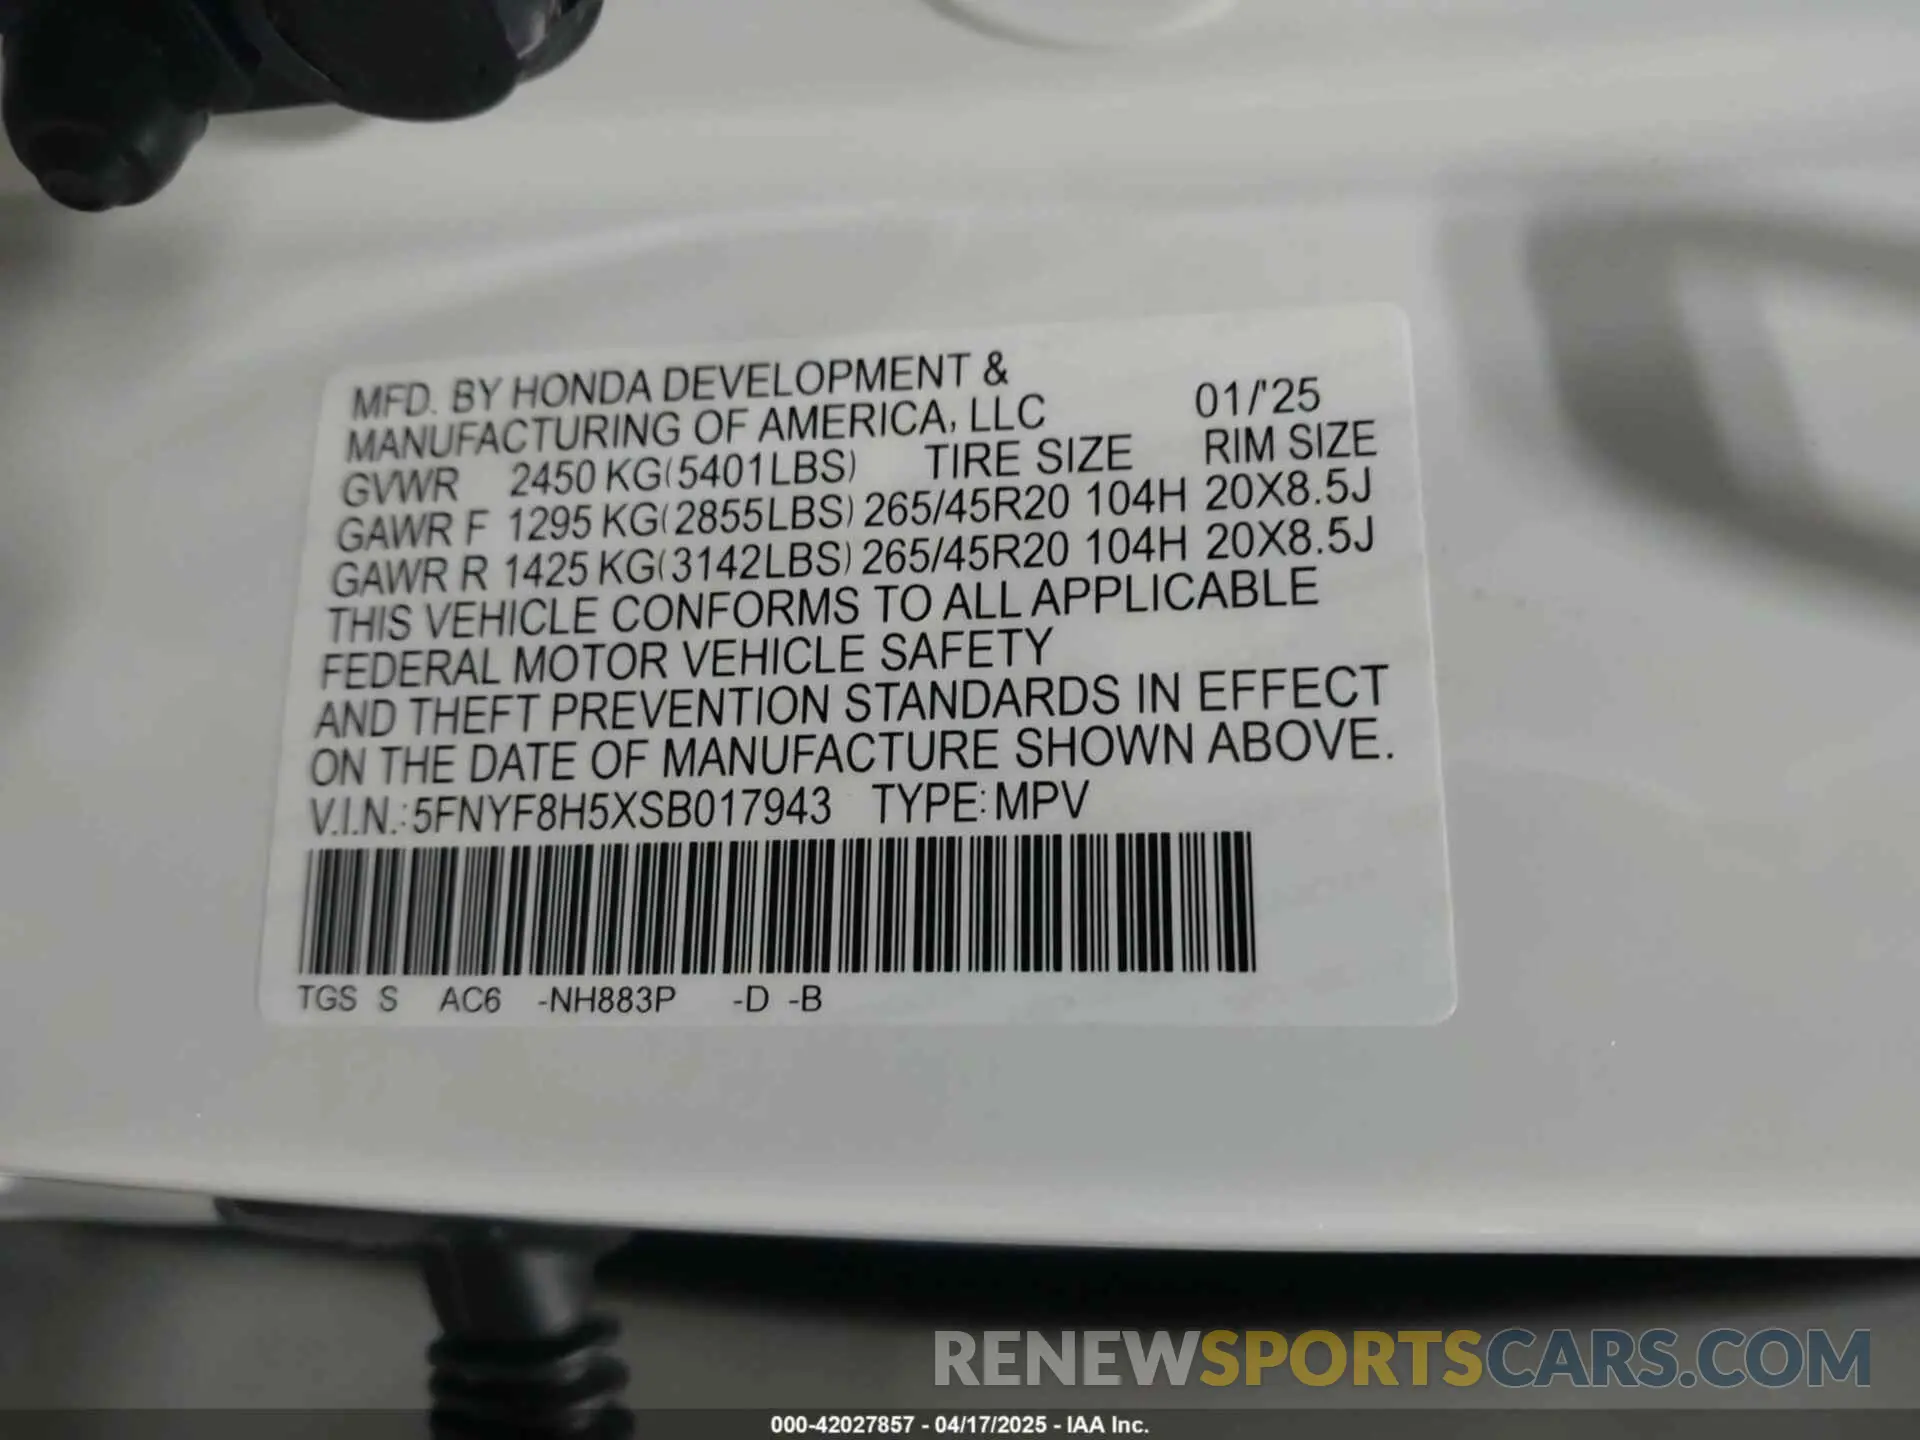 MFD. BY HONDA DEVELOPMENT &
MANUFACTURING OF AMERICA, LLC 01/'25
GVWR 2450 KG(5401LBS) TIRE SIZE RIM SIZE
GAWR F 1295 KG(2855LBS) 265/45R20 104H 20X8.5J
GAWR R 1425 KG(3142LBS) 265/45R20 104H 20X8.5J
THIS VEHICLE CONFORMS TO ALL APPLICABLE
FEDERAL MOTOR VEHICLE SAFETY
AND THEFT PREVENTION STANDARDS IN EFFECT
ON THE DATE OF MANUFACTURE SHOWN ABOVE.
V.I.N.:5FNYF8H5XSB017943 TYPE:MPV
TGS S AC6 -NH883P -D -B
RENEWSPORTSCARS.COM
000-42027857 - 04/17/2025 - IAA Inc.